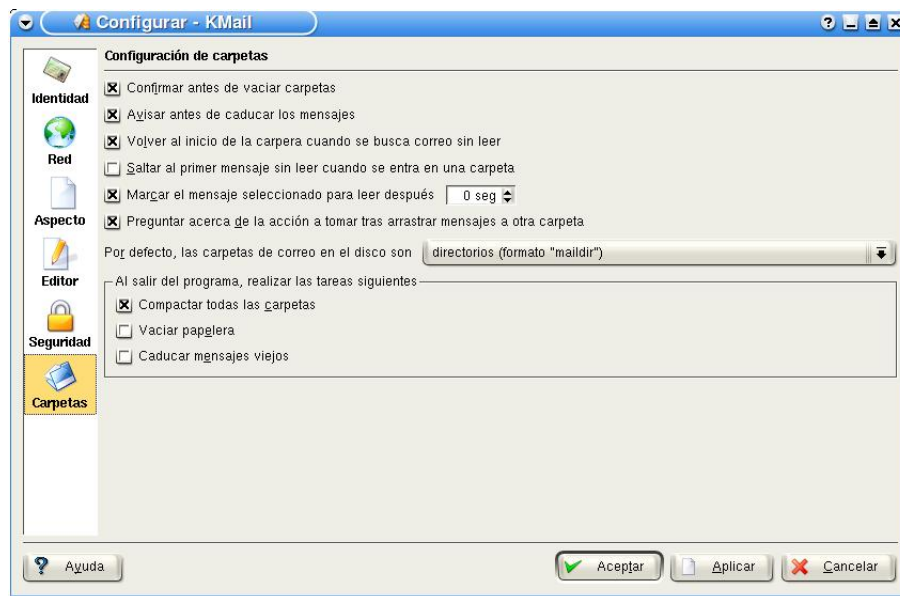 Configurar - KMail
Configuración de carpetas
Identidad
Red
Aspecto
Editor
Seguridad
Carpetas
Confirmar antes de vaciar carpetas
Avisar antes de caducar los mensajes
Volver al inicio de la carpera cuando se busca correo sin leer
Saltar al primer mensaje sin leer cuando se entra en una carpeta
Marcar el mensaje seleccionado para leer después 0 seg
Preguntar acerca de la acción a tomar tras arrastrar mensajes a otra carpeta
Por defecto, las carpetas de correo en el disco son directorios (formato "maildir")
Al salir del programa, realizar las tareas siguientes
Compactar todas las carpetas
Vaciar papelera
Caducar mensajes viejos
Ayuda Aceptar Aplicar Cancelar